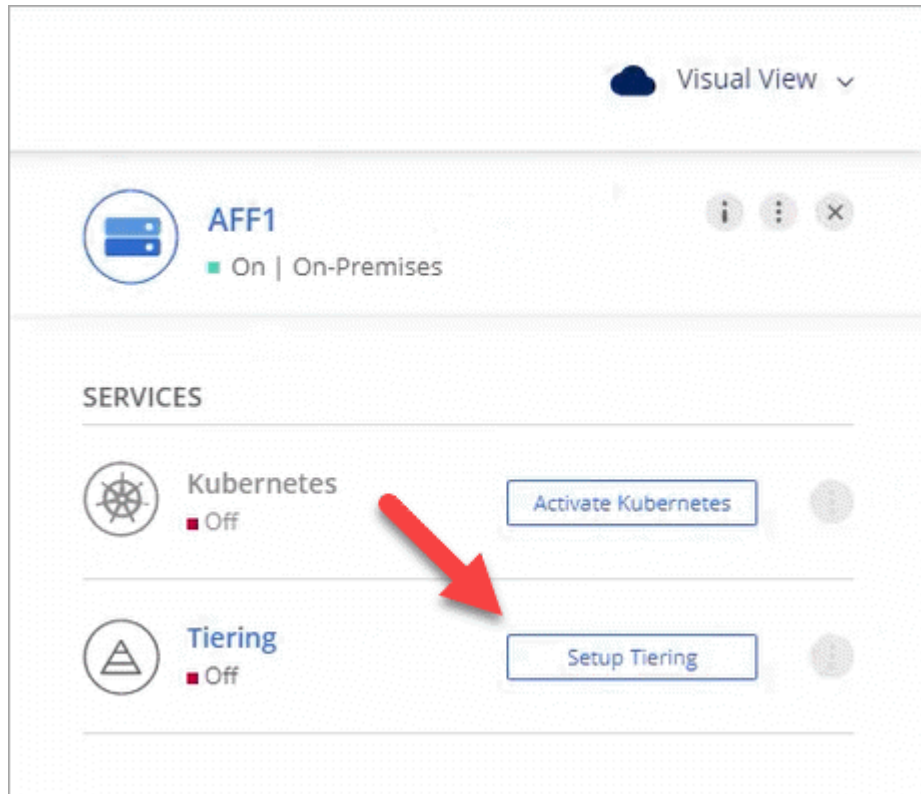 Visual View
AFF1
On | On-Premises
SERVICES
Kubernetes
Off
Activate Kubernetes
Tiering
Off
Setup Tiering